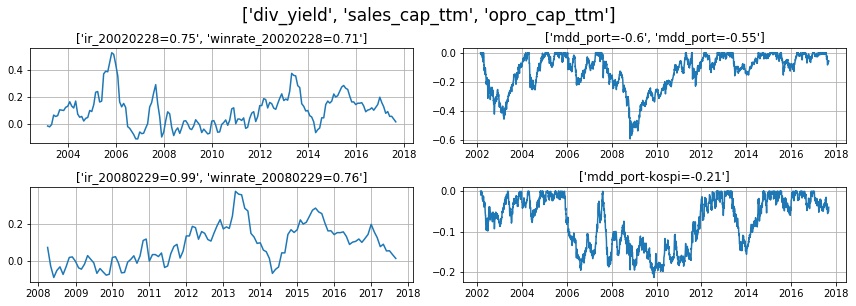 ['div_yield', 'sales_cap_ttm', 'opro_cap_ttm']
['ir_20020228=0.75', 'winrate_20020228=0.71']
0.4
0.2
0.0
2004 2006 2008 2010 2012 2014 2016 2018
['mdd_port=-0.6', 'mdd_port=-0.55']
0.0
−0.2
−0.4
−0.6
2002 2004 2006 2008 2010 2012 2014 2016 2018
['ir_20080229=0.99', 'winrate_20080229=0.76']
0.2
0.0
2008 2009 2010 2011 2012 2013 2014 2015 2016 2017 2018
['mdd_port-kospi=-0.21']
0.0
−0.1
−0.2
2002 2004 2006 2008 2010 2012 2014 2016 2018